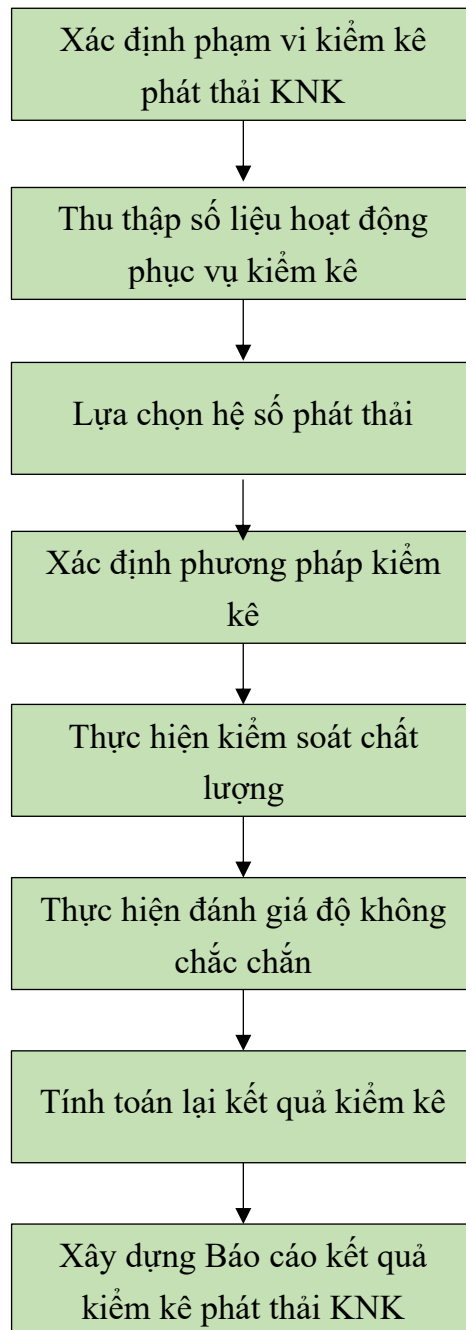 Xác định phạm vi kiểm kê
phát thải KNK
Thu thập số liệu hoạt động
phục vụ kiểm kê
Lựa chọn hệ số phát thải
Xác định phương pháp kiểm
kê
Thực hiện kiểm soát chất
lượng
Thực hiện đánh giá độ không
chắc chắn
Tính toán lại kết quả kiểm kê
Xây dựng Báo cáo kết quả
kiểm kê phát thải KNK